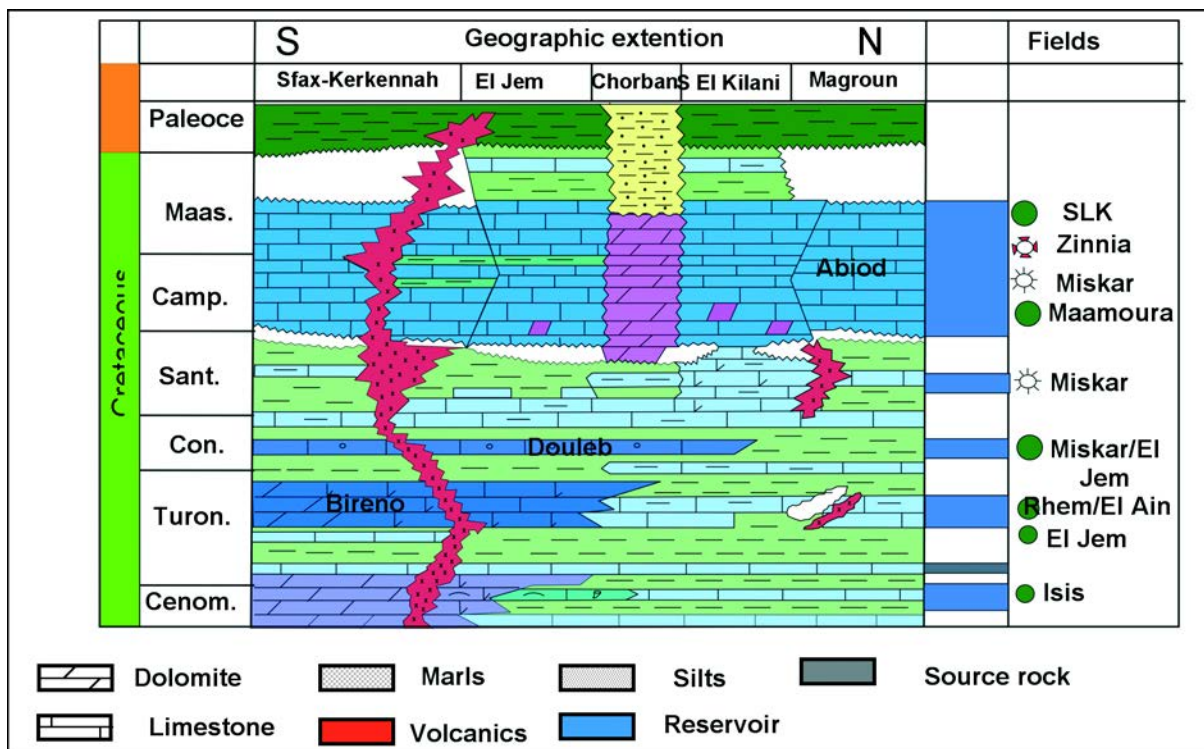 S Geographic extention N Fields
Sfax-Kerkennah El Jem Chorban S El Kilani Magroun
Paleoce
Cretaceous
Maas.
SLK
Zinnia
Abiod
Miskar
Camp.
Maamoura
Sant.
Miskar
Con.
Douleb
Miskar/El
Jem
Bireno
Rhem/El Ain
Turon.
El Jem
Cenom.
Isis
Dolomite Marls Silts Source rock
Limestone Volcanics Reservoir